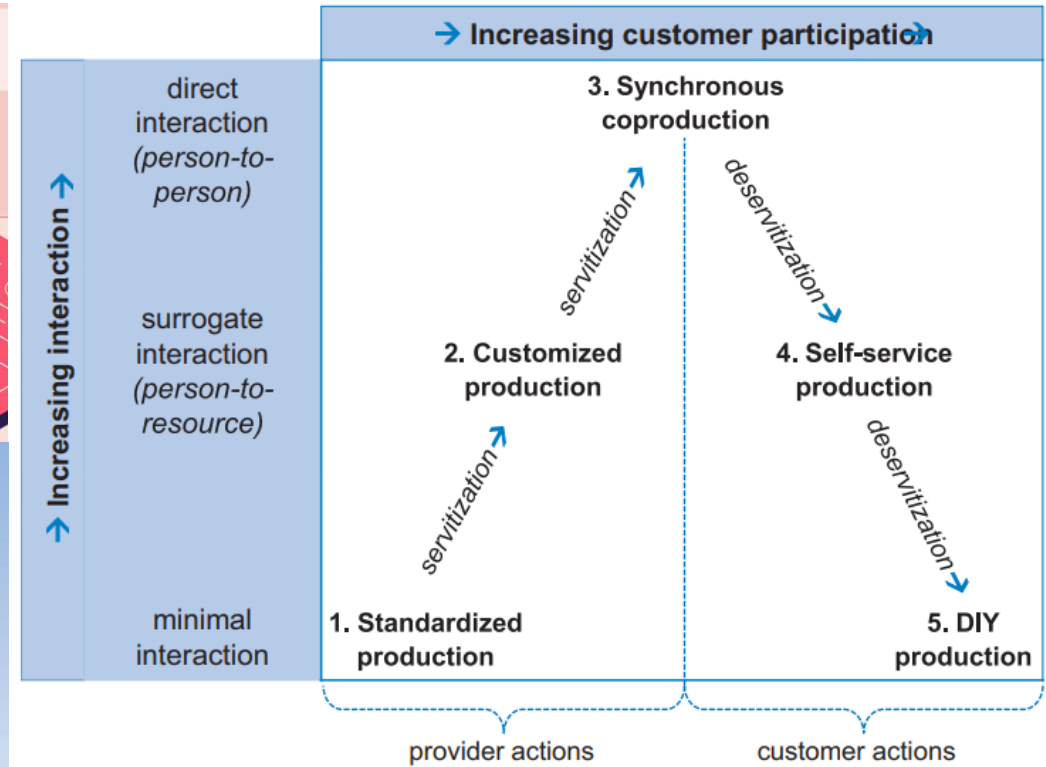 → Increasing customer participation→
→ Increasing interaction →
direct
interaction
(person-to-
person)
3. Synchronous
coproduction
servitization→
deservitization→
surrogate
interaction
(person-to-
resource)
2. Customized
production
4. Self-service
production
servitization→
deservitization→
minimal
interaction
1. Standardized
production
5. DIY
production
provider actions
customer actions